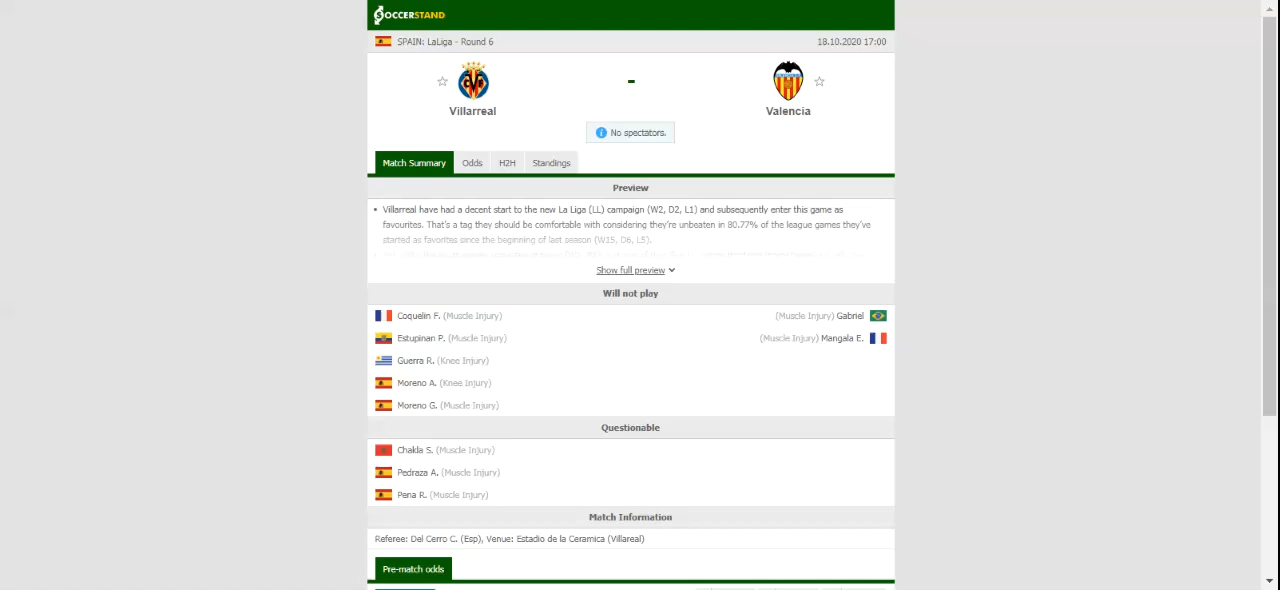 SOCCERSTAND
SPAIN: LaLiga - Round 6 18.10.2020 17:00
-
Villarreal Valencia
No spectators.
Match Summary Odds H2H Standings
Preview
• Villarreal have had a decent start to the new La Liga (LL) campaign (W2, D2, L1) and subsequently enter this game as
favourites. That's a tag they should be comfortable with considering they're unbeaten in 80.77% of the league games they've
started as favorites since the beginning of last season (W15, D6, L5).
Show full preview
Will not play
Coquelin F. (Muscle Injury) (Muscle Injury) Gabriel
Estupinan P. (Muscle Injury) (Muscle Injury) Mangala E.
Guerra R. (Knee Injury)
Moreno A. (Knee Injury)
Moreno G. (Muscle Injury)
Questionable
Chakla S. (Muscle Injury)
Pedraza A. (Muscle Injury)
Pena R. (Muscle Injury)
Match Information
Referee: Del Cerro C. (Esp), Venue: Estadio de la Ceramica (Villareal)
Pre-match odds